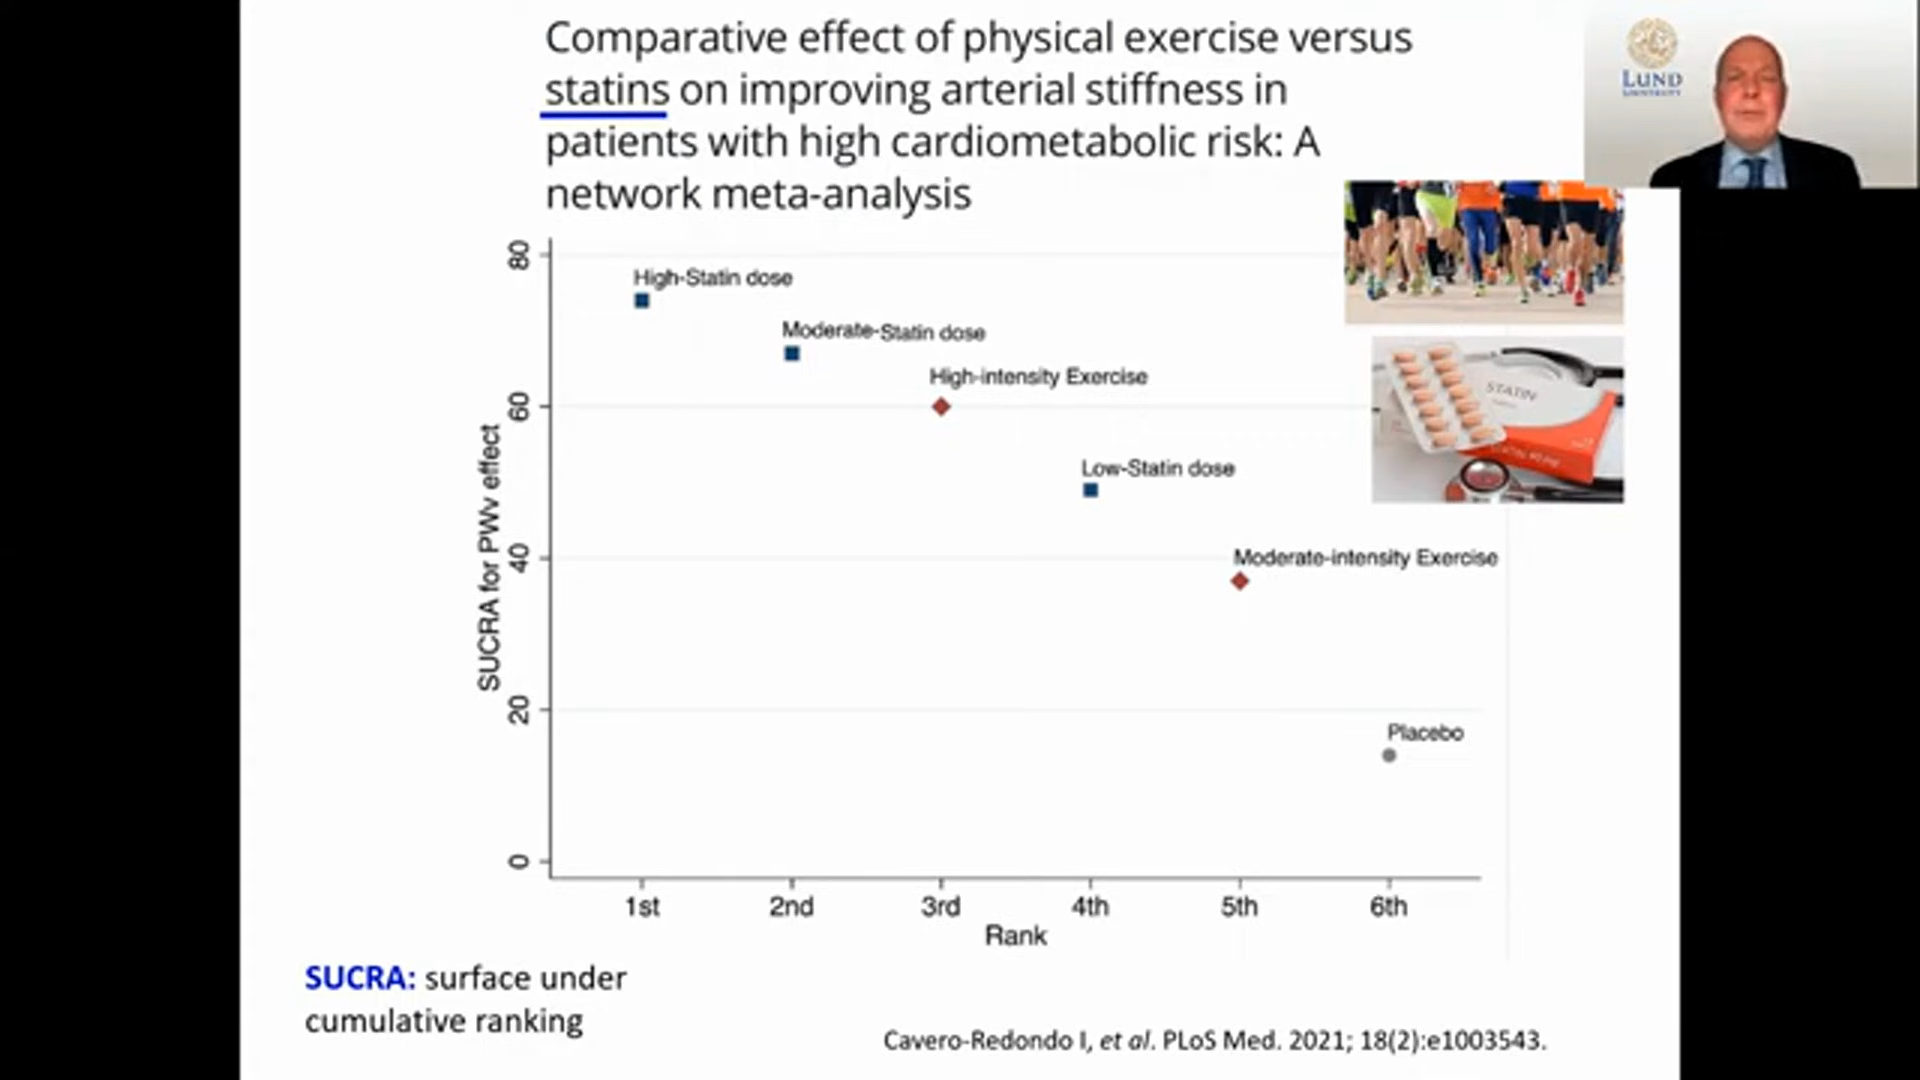 Comparative effect of physical exercise versus
statins on improving arterial stiffness in
patients with high cardiometabolic risk: A
network meta-analysis
LUND
UNIVERSITY
STATIN
80
60
40
20
0
SUCRA for PWv effect
High-Statin dose
Moderate-Statin dose
High-intensity Exercise
Low-Statin dose
Moderate-intensity Exercise
Placebo
1st 2nd 3rd 4th 5th 6th
Rank
SUCRA: surface under
cumulative ranking
Cavero-Redondo I, et al. PLoS Med. 2021; 18(2):e1003543.